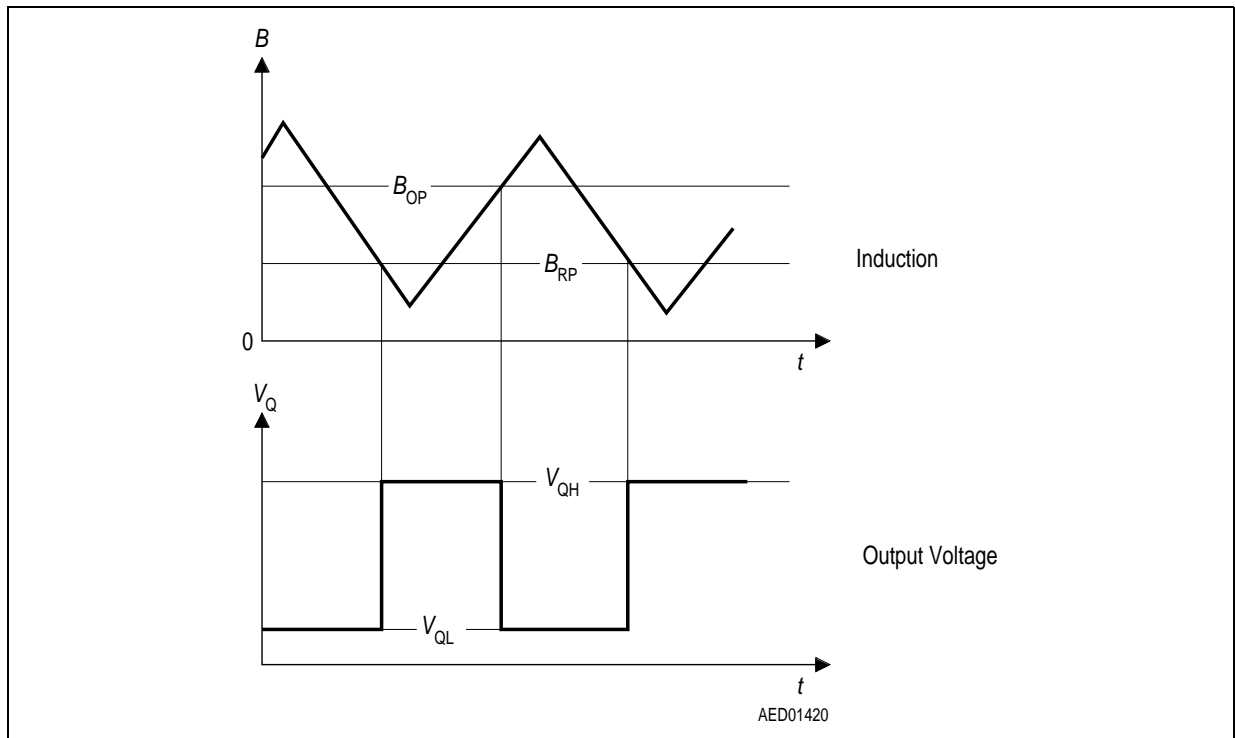 B
B_OP
B_RP
Induction
0
t
V_Q
V_QH
Output Voltage
V_QL
t
AED01420